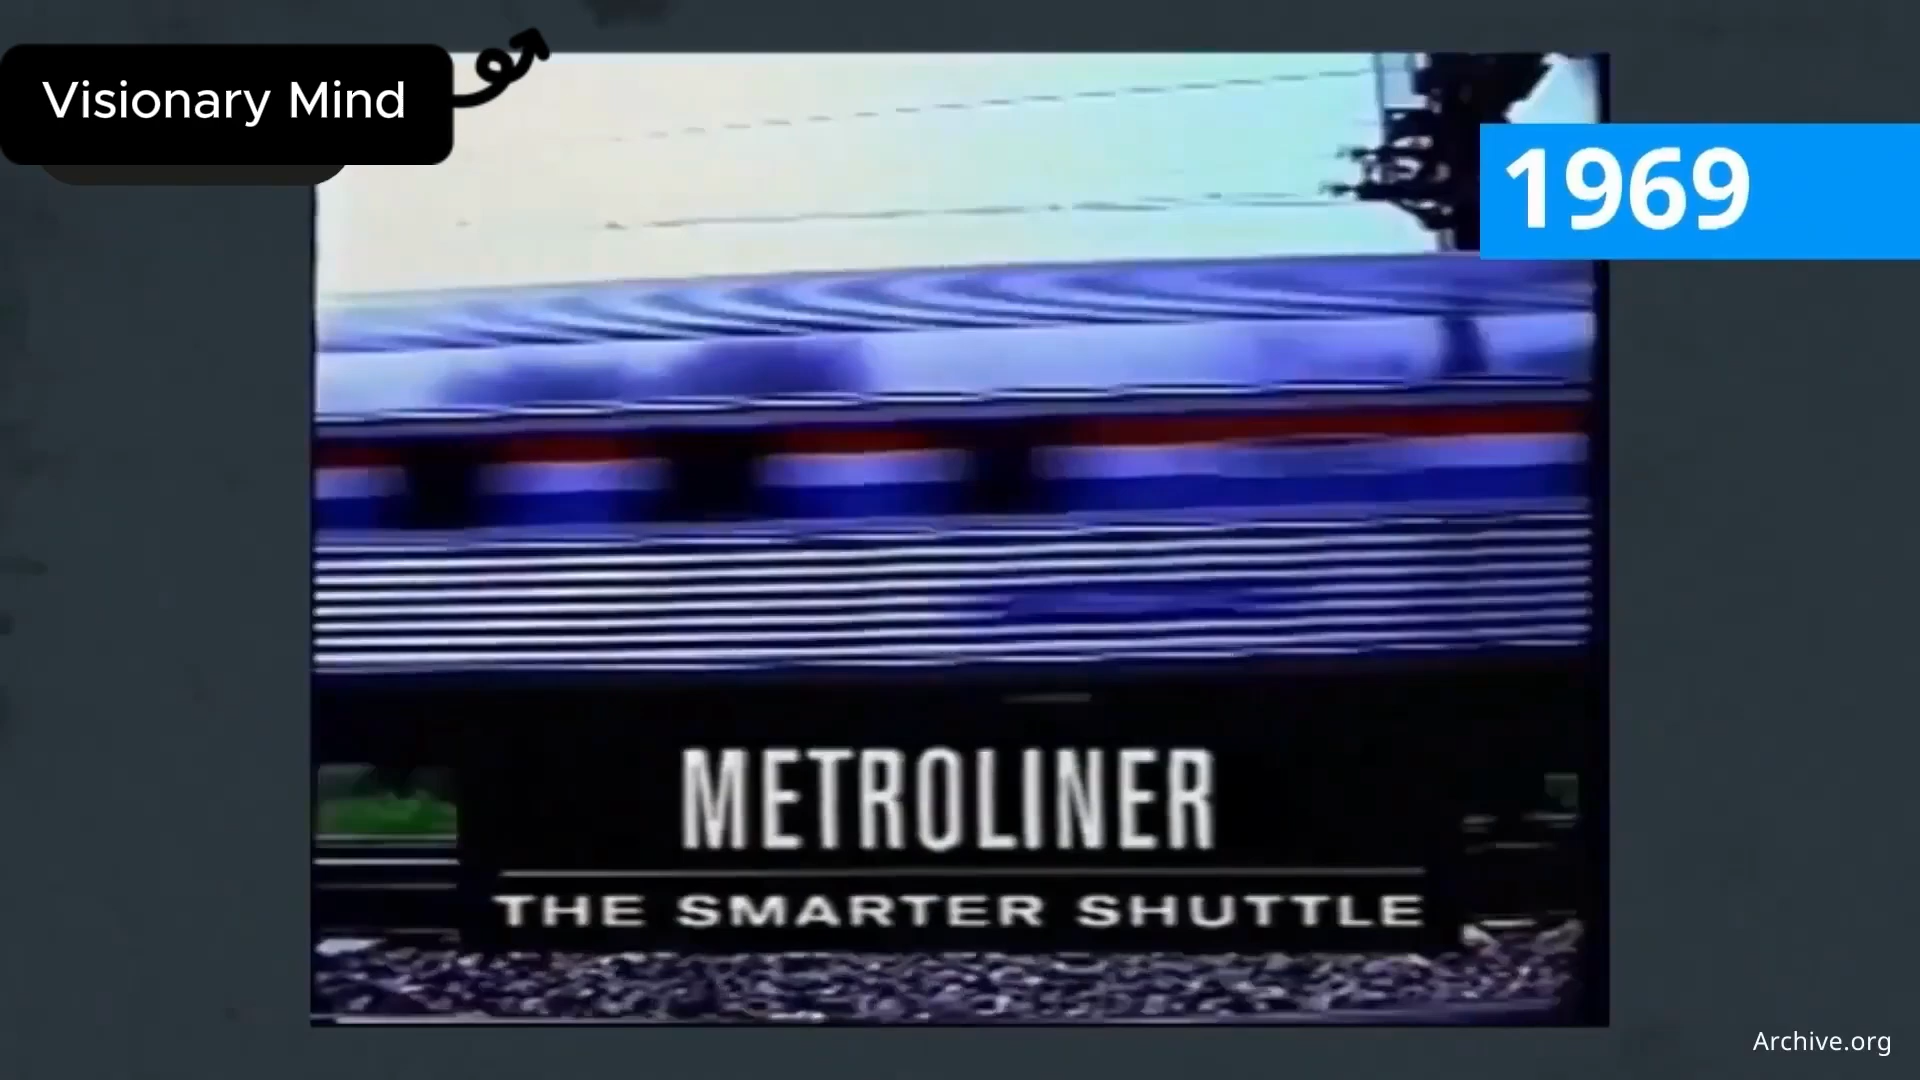 Visionary Mind
1969
METROLINER
THE SMARTER SHUTTLE
Archive.org